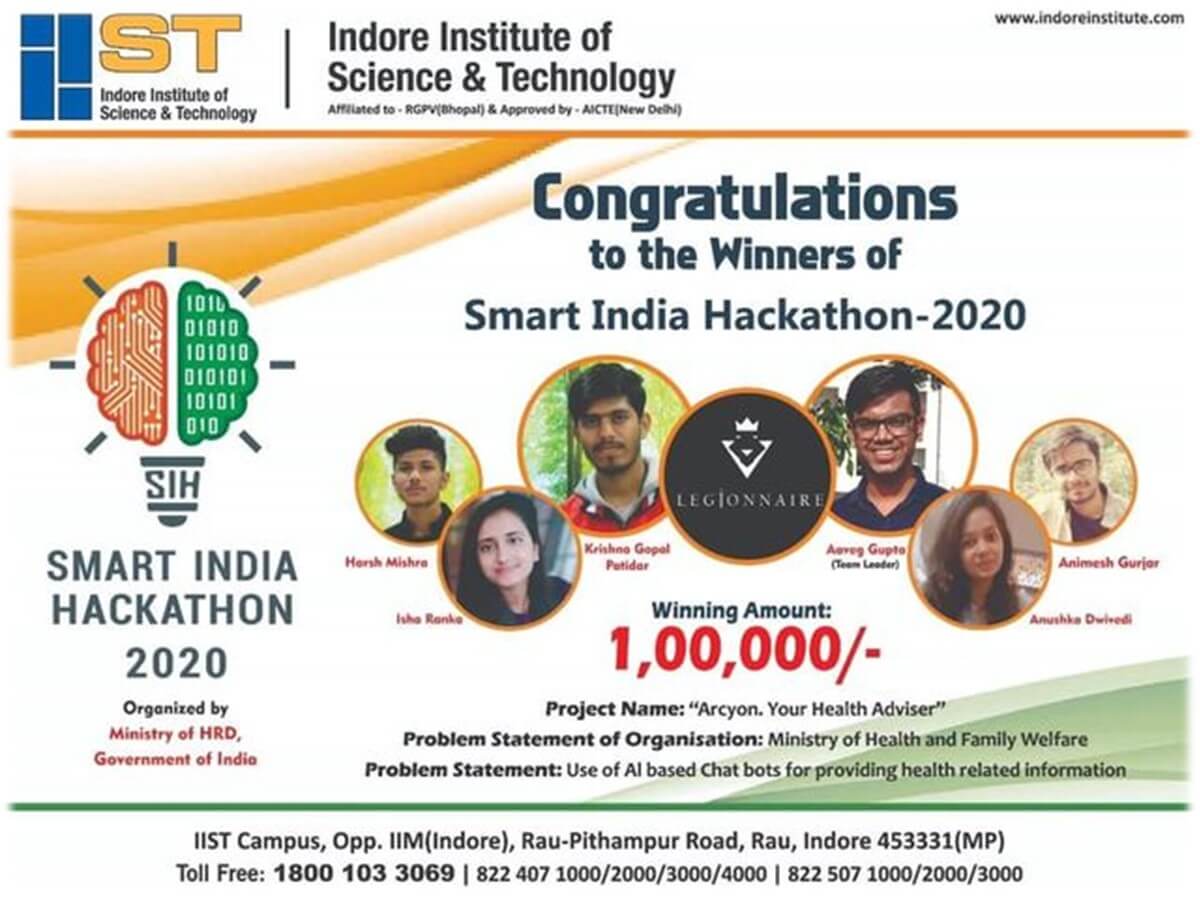 IIST
Indore Institute of
Science & Technology
Indore Institute of
Science & Technology
Affiliated to - RGPV(Bhopal) & Approved by - AICTE(New Delhi)
www.indoreinstitute.com
Congratulations
to the Winners of
Smart India Hackathon-2020
1010
01010
101010
010101
10101
010
SIH
SMART INDIA
HACKATHON
2020
Organized by
Ministry of HRD,
Government of India
LEGIONNAIRE
Harsh Mishra
Isha Ranka
Krishna Gopal
Patidar
Aaveg Gupta
(Team Leader)
Anushka Dwivedi
Animesh Gurjar
Winning Amount:
1,00,000/-
Project Name: “Arcyon. Your Health Adviser”
Problem Statement of Organisation: Ministry of Health and Family Welfare
Problem Statement: Use of AI based Chat bots for providing health related information
IIST Campus, Opp. IIM(Indore), Rau-Pithampur Road, Rau, Indore 453331(MP)
Toll Free: 1800 103 3069 | 822 407 1000/2000/3000/4000 | 822 507 1000/2000/3000